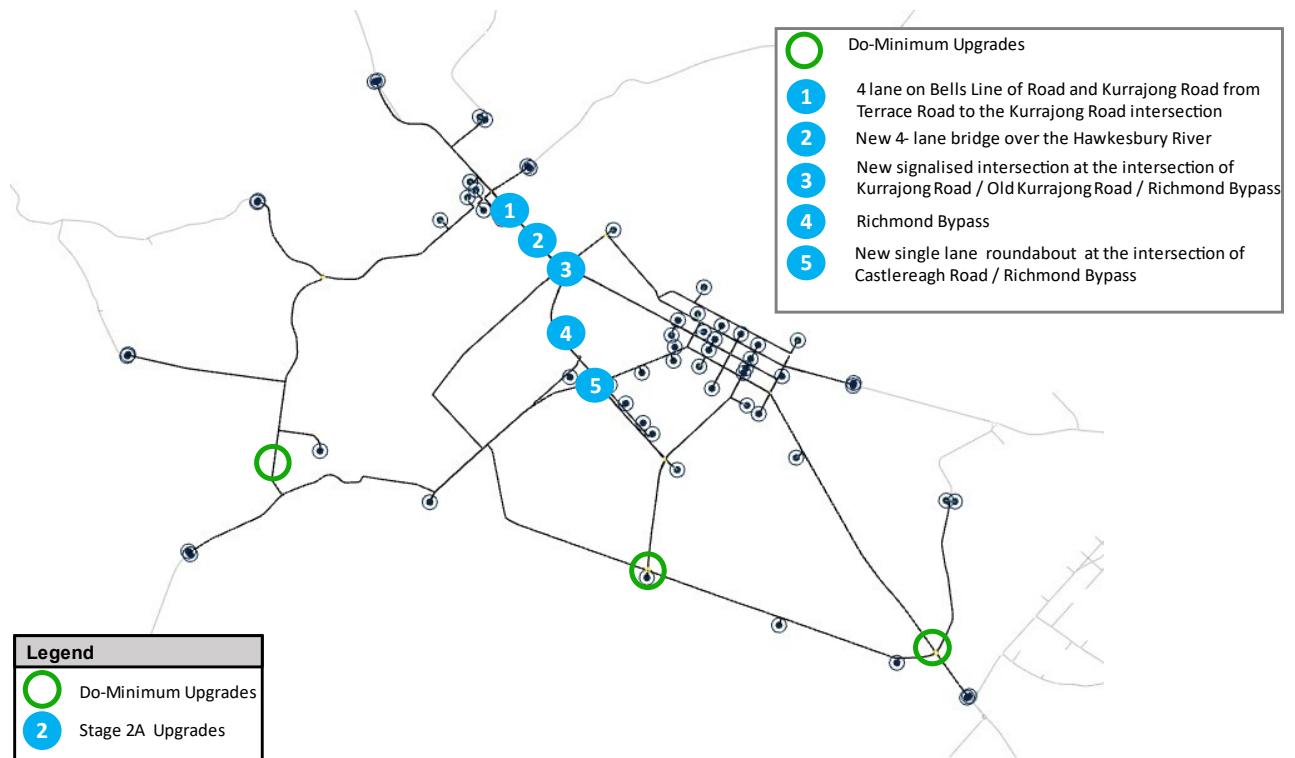 Do-Minimum Upgrades
1
4 lane on Bells Line of Road and Kurrajong Road from
Terrace Road to the Kurrajong Road intersection
2
New 4- lane bridge over the Hawkesbury River
3
New signalised intersection at the intersection of
Kurrajong Road / Old Kurrajong Road / Richmond Bypass
4
Richmond Bypass
5
New single lane roundabout at the intersection of
Castlereagh Road / Richmond Bypass
1
2
3
4
5
Legend
Do-Minimum Upgrades
2
Stage 2A Upgrades